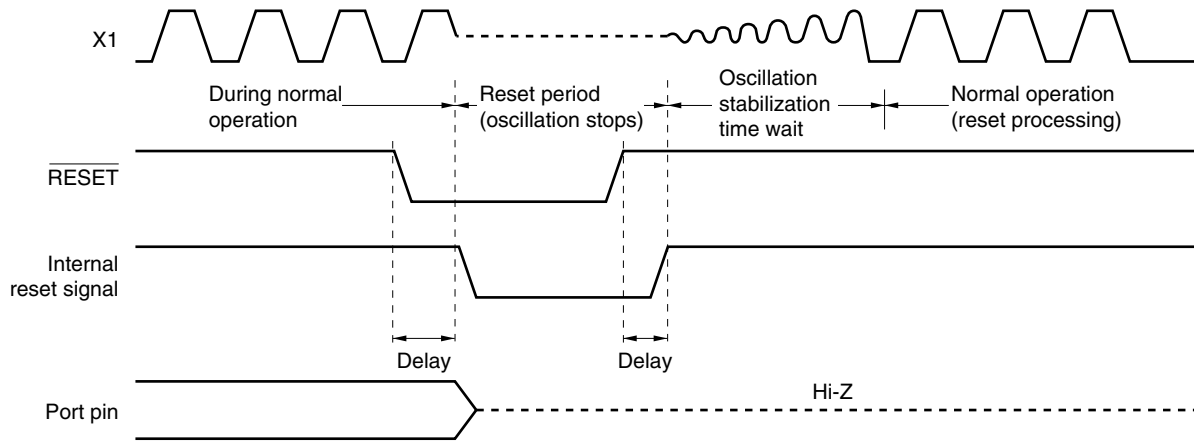 X1
During normal
operation
Reset period
(oscillation stops)
Oscillation
stabilization
time wait
Normal operation
(reset processing)
RESET
Internal
reset signal
Delay
Delay
Port pin
Hi-Z